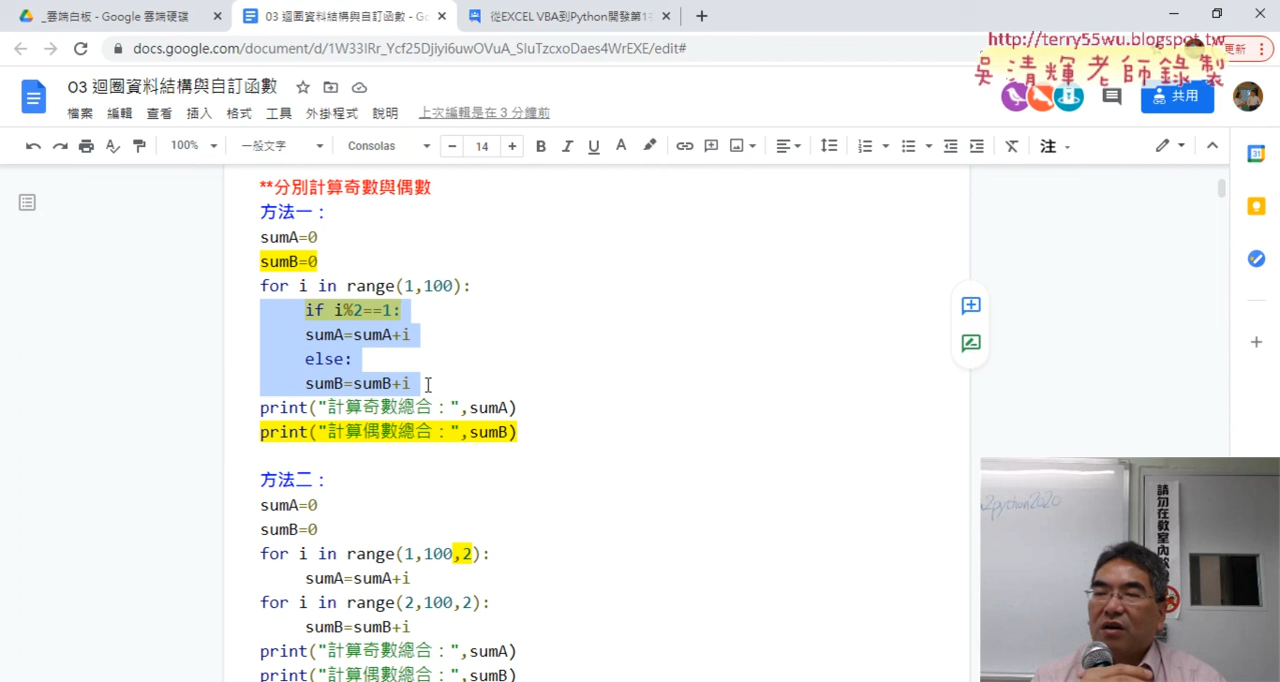 _雲端白板 - Google 雲端硬碟
03 迴圈資料結構與自訂函數 - Go
從EXCEL VBA到Python開發第1
docs.google.com/document/d/1W33lRr_Ycf25Djiyi6uwOVuA_SIuTzcxoDaes4WrEXE/edit#
更新
http://terry55wu.blogspot.tw
吳清輝老師錄製
03 迴圈資料結構與自訂函數
檔案 編輯 查看 插入 格式 工具 外掛程式 說明 上次編輯是在 3 分鐘前
共用
100% 一般文字 Consolas 14 B I U A 注
**分別計算奇數與偶數
方法一：
sumA=0
sumB=0
for i in range(1,100):
if i%2==1:
sumA=sumA+i
else:
sumB=sumB+i
print("計算奇數總合：",sumA)
print("計算偶數總合：",sumB)
方法二：
sumA=0
sumB=0
for i in range(1,100,2):
sumA=sumA+i
for i in range(2,100,2):
sumB=sumB+i
print("計算奇數總合：",sumA)
print("計算偶數總合：",sumB)
請勿在教室內飲
2python2020